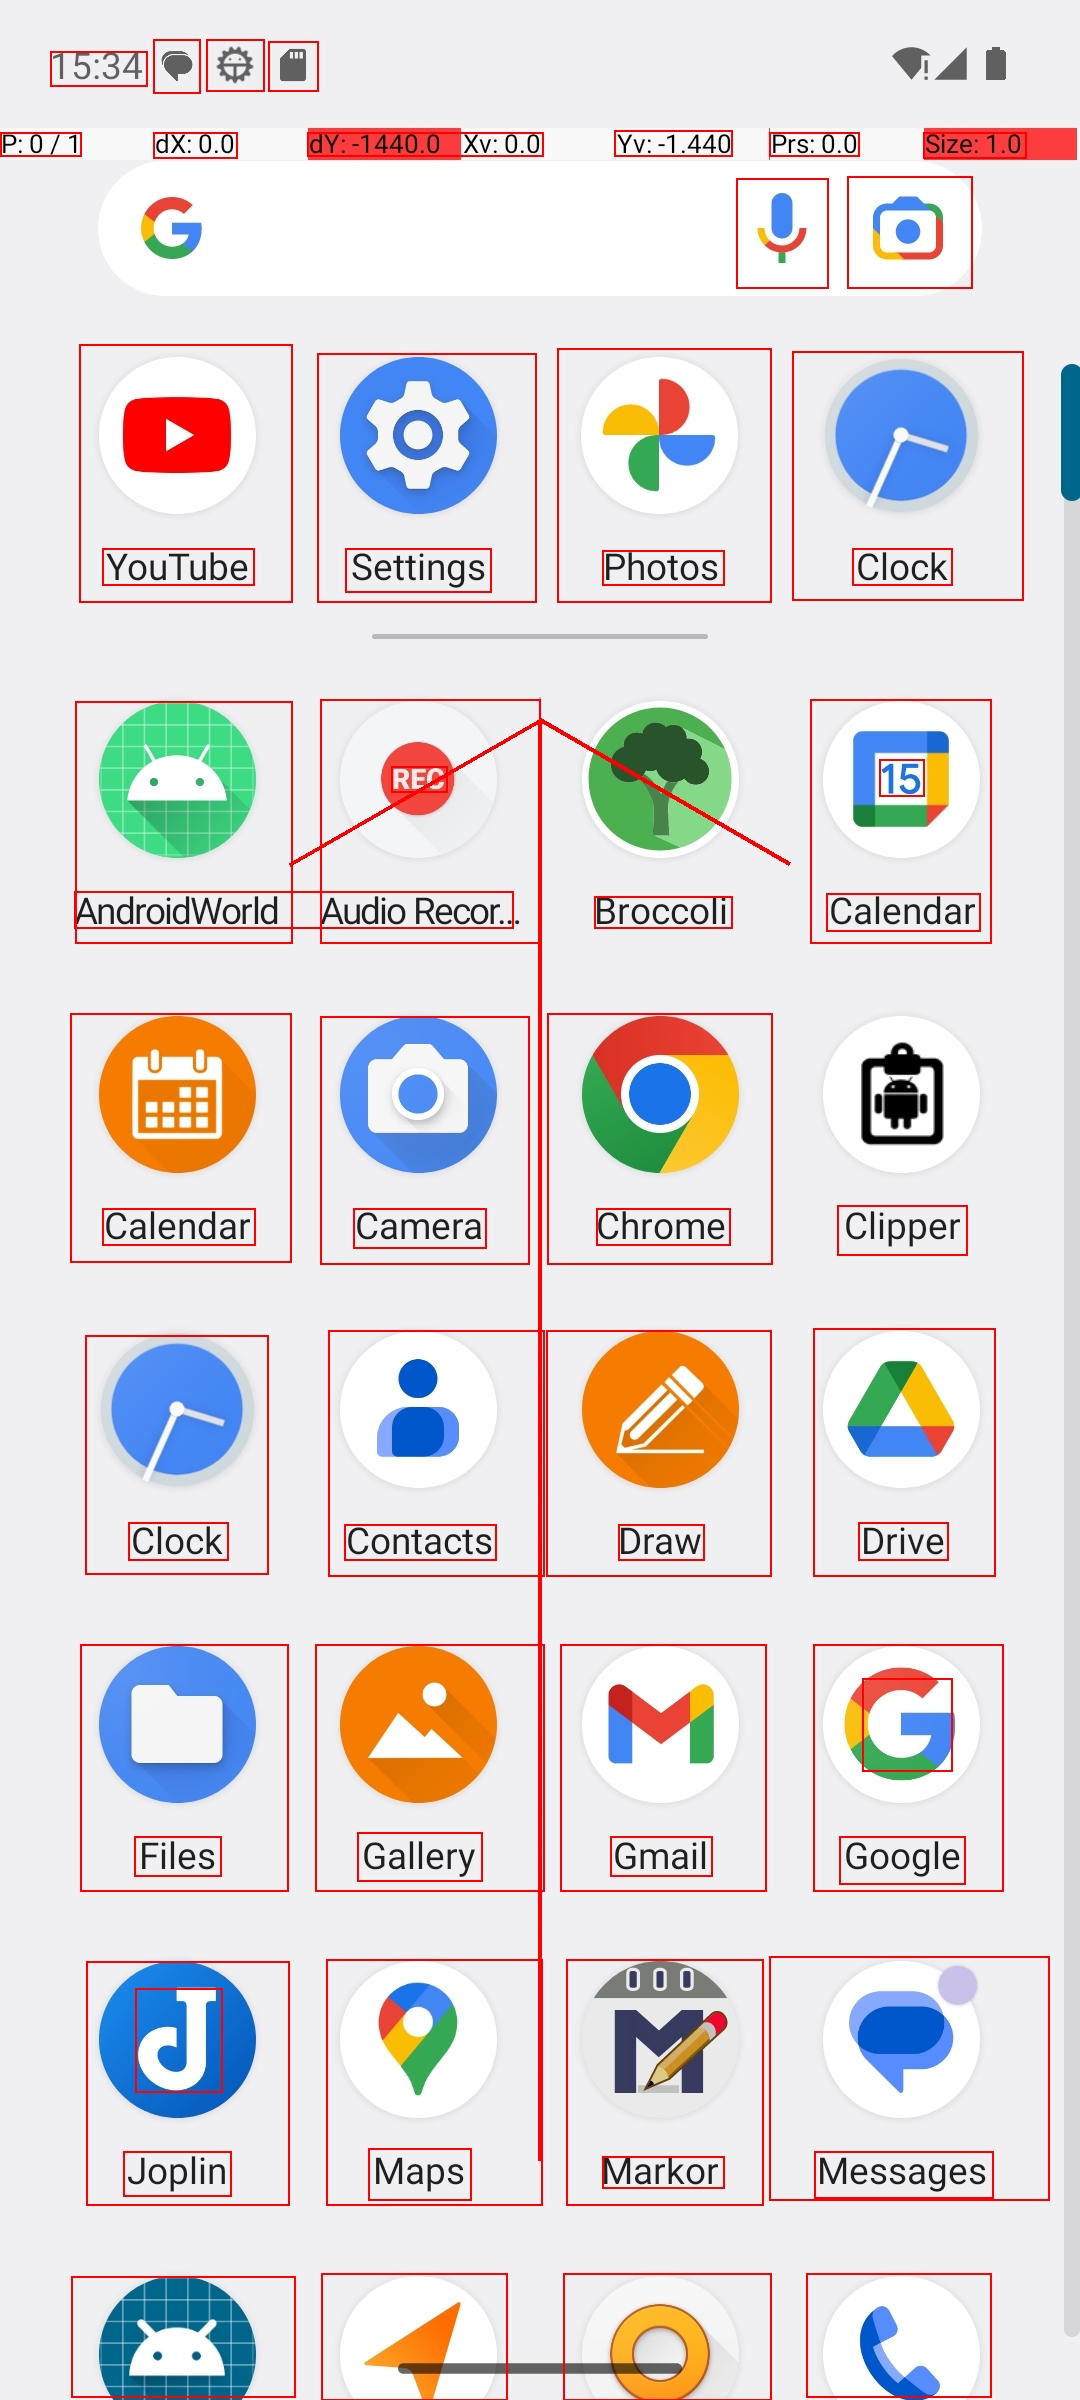 15:34
P: 0 / 1 dX: 0.0 dY: -1440.0 Xv: 0.0 Yv: -1.440 Prs: 0.0 Size: 1.0
YouTube Settings Photos Clock
REC 15
AndroidWorld Audio Recor... Broccoli Calendar
Calendar Camera Chrome Clipper
Clock Contacts Draw Drive
Files Gallery Gmail Google
Joplin Maps Markor Messages